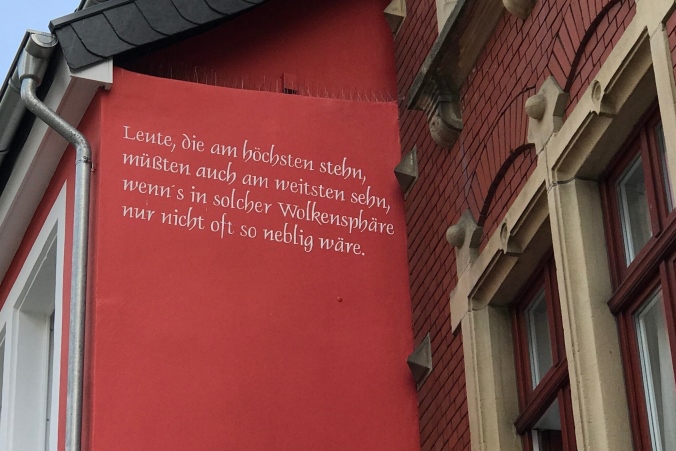 Leute, die am höchsten stehn,
müßten auch am weitsten sehn,
wenn´s in solcher Wolkensphäre
nur nicht oft so neblig wäre.